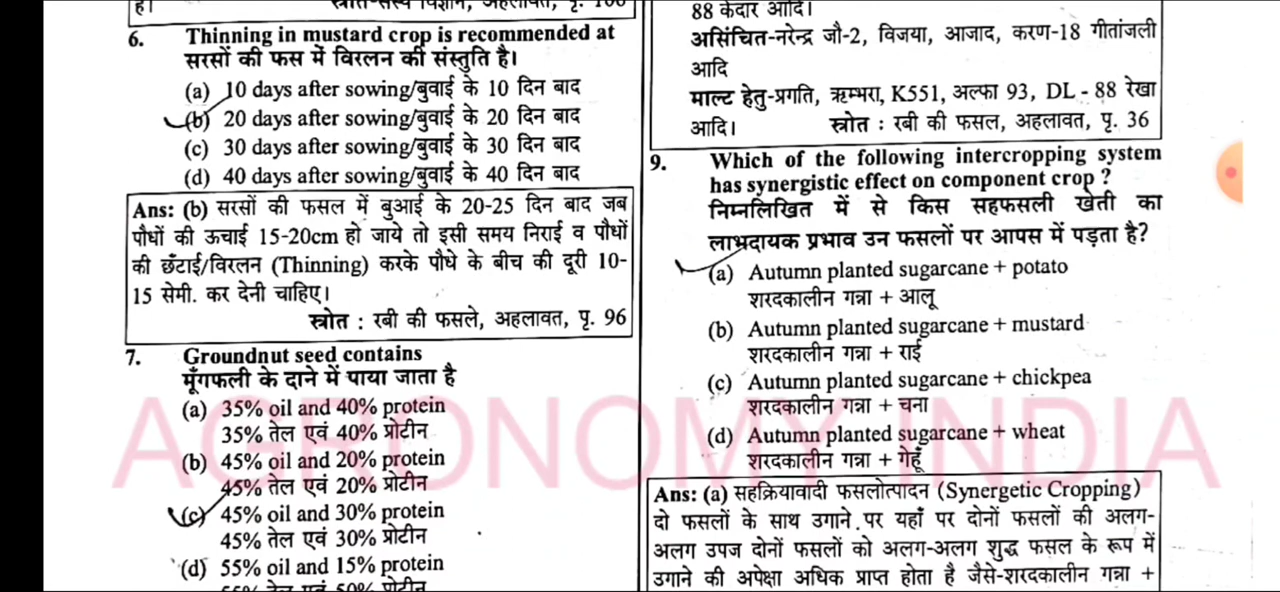 है।
6. Thinning in mustard crop is recommended at
सरसों की फस में विरलन की संस्तुति है।
(a) 10 days after sowing/बुवाई के 10 दिन बाद
(b) 20 days after sowing/बुवाई के 20 दिन बाद
(c) 30 days after sowing/बुवाई के 30 दिन बाद
(d) 40 days after sowing/बुवाई के 40 दिन बाद
Ans: (b) सरसों की फसल में बुआई के 20-25 दिन बाद जब
पौधों की ऊचाई 15-20cm हो जाये तो इसी समय निराई व पौधों
की छँटाई/विरलन (Thinning) करके पौधे के बीच की दूरी 10-
15 सेमी. कर देनी चाहिए।
स्त्रोत : रबी की फसले, अहलावत, पृ. 96
7. Groundnut seed contains
मूँगफली के दाने में पाया जाता है
(a) 35% oil and 40% protein
35% तेल एवं 40% प्रोटीन
(b) 45% oil and 20% protein
45% तेल एवं 20% प्रोटीन
(c) 45% oil and 30% protein
45% तेल एवं 30% प्रोटीन
(d) 55% oil and 15% protein
88 केदार आदि।
असिंचित-नरेन्द्र जौ-2, विजया, आजाद, करण-18 गीतांजली
आदि
माल्ट हेतु-प्रगति, ऋम्भरा, K551, अल्फा 93, DL - 88 रेखा
आदि।
स्त्रोत : रबी की फसल, अहलावत, पृ. 36
9. Which of the following intercropping system
has synergistic effect on component crop ?
निम्नलिखित में से किस सहफसली खेती का
लाभदायक प्रभाव उन फसलों पर आपस में पड़ता है?
(a) Autumn planted sugarcane + potato
शरदकालीन गन्ना + आलू
(b) Autumn planted sugarcane + mustard
शरदकालीन गन्ना + राई
(c) Autumn planted sugarcane + chickpea
शरदकालीन गन्ना + चना
(d) Autumn planted sugarcane + wheat
शरदकालीन गन्ना + गेहूँ
Ans: (a) सहक्रियावादी फसलोत्पादन (Synergetic Cropping)
दो फसलों के साथ उगाने पर यहाँ पर दोनों फसलों की अलग-
अलग उपज दोनों फसलों को अलग-अलग शुद्ध फसल के रूप में
उगाने की अपेक्षा अधिक प्राप्त होता है जैसे-शरदकालीन गन्ना +
AGRONOMY INDIA